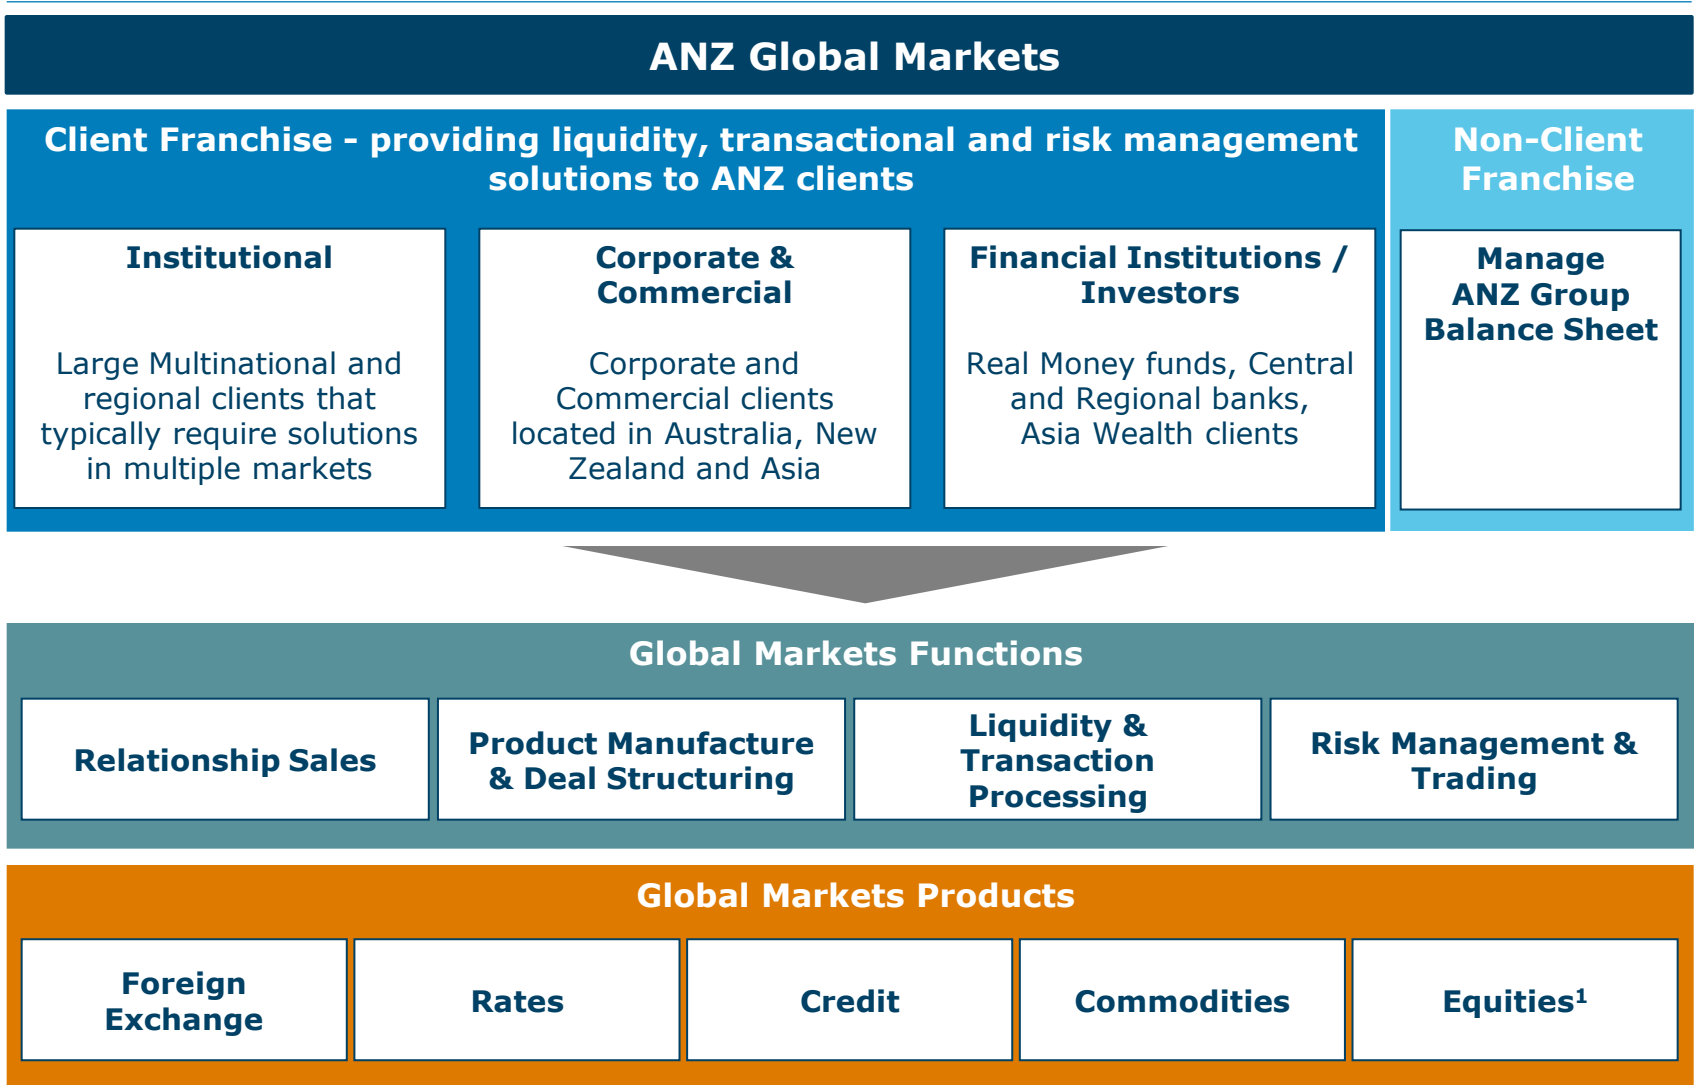 ANZ Global Markets
Client Franchise - providing liquidity, transactional and risk management
solutions to ANZ clients
Non-Client
Franchise
Institutional
Large Multinational and
regional clients that
typically require solutions
in multiple markets
Corporate &
Commercial
Corporate and
Commercial clients
located in Australia, New
Zealand and Asia
Financial Institutions /
Investors
Real Money funds, Central
and Regional banks,
Asia Wealth clients
Manage
ANZ Group
Balance Sheet
Global Markets Functions
Relationship Sales
Product Manufacture
& Deal Structuring
Liquidity &
Transaction
Processing
Risk Management &
Trading
Global Markets Products
Foreign
Exchange
Rates
Credit
Commodities
Equities¹